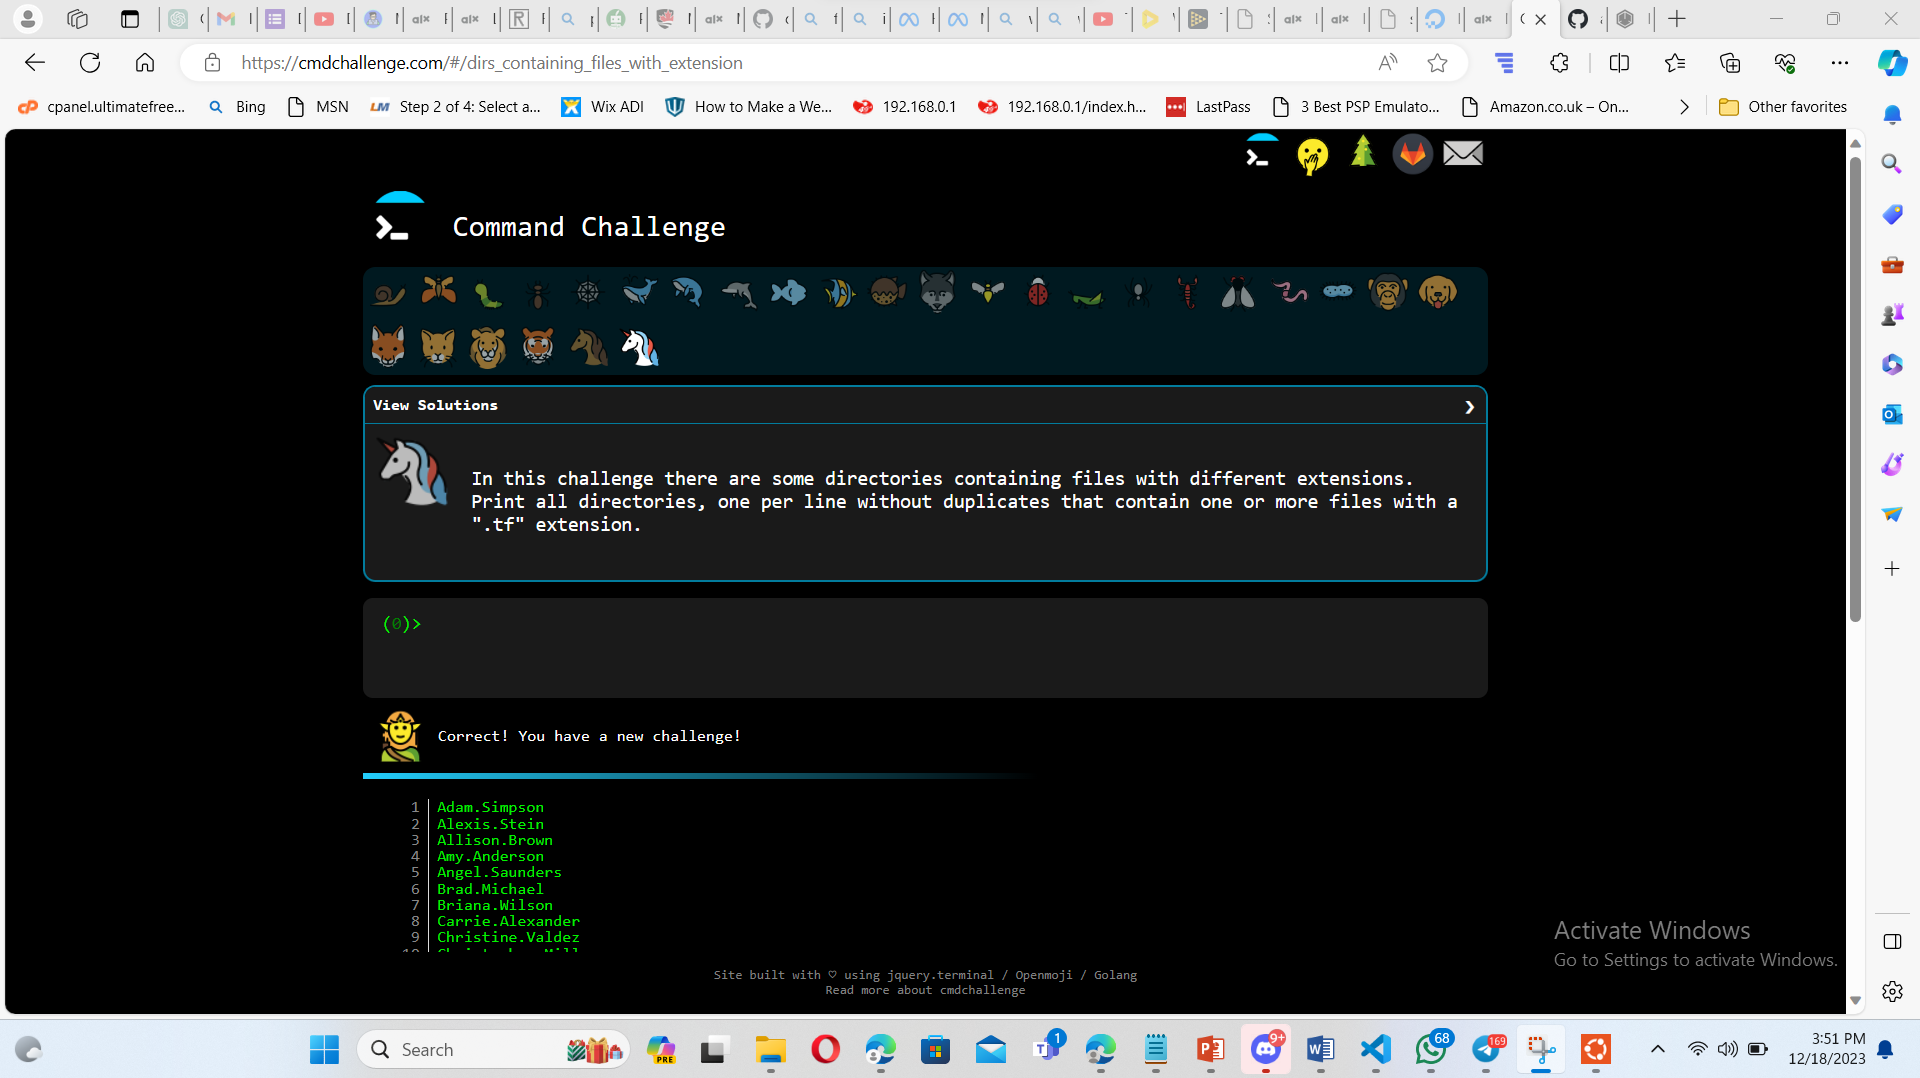 https://cmdchallenge.com/#/dirs_containing_files_with_extension
cpanel.ultimatefree...
Bing
MSN
Step 2 of 4: Select a...
Wix ADI
How to Make a We...
192.168.0.1
192.168.0.1/index.h...
LastPass
3 Best PSP Emulato...
Amazon.co.uk – On...
Other favorites
Command Challenge
View Solutions
In this challenge there are some directories containing files with different extensions.
Print all directories, one per line without duplicates that contain one or more files with a
".tf" extension.
(0)>
Correct! You have a new challenge!
1 Adam.Simpson
2 Alexis.Stein
3 Allison.Brown
4 Amy.Anderson
5 Angel.Saunders
6 Brad.Michael
7 Briana.Wilson
8 Carrie.Alexander
9 Christine.Valdez
Activate Windows
Go to Settings to activate Windows.
Site built with ♡ using jquery.terminal / Openmoji / Golang
Read more about cmdchallenge
Search
PRE
1
9+
68
169
3:51 PM
12/18/2023